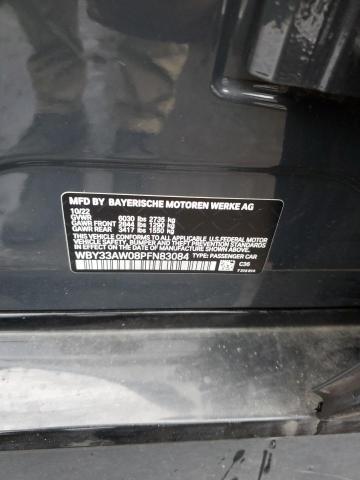 MFD BY BAYERISCHE MOTOREN WERKE AG
10/22
GVWR 6030 lbs 2735 kg
GAWR FRONT 2844 lbs 1290 kg
GAWR REAR 3417 lbs 1550 kg
THIS VEHICLE CONFORMS TO ALL APPLICABLE U.S. FEDERAL MOTOR
VEHICLE SAFETY, BUMPER, AND THEFT PREVENTION STANDARDS
IN EFFECT ON THE DATE OF MANUFACTURE SHOWN ABOVE.
WBY33AW08PFN83084 TYPE: PASSENGER CAR
C36